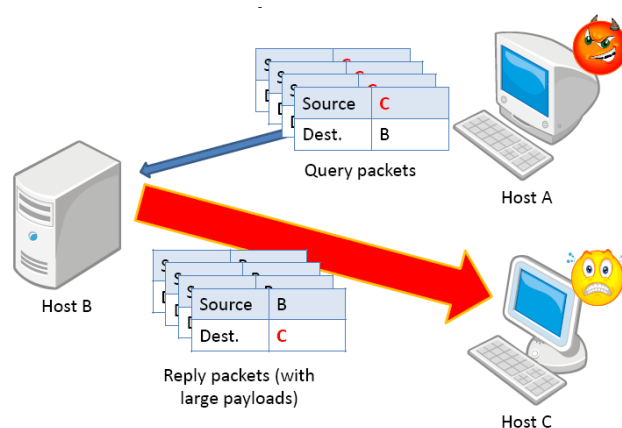 Source C
Dest. B
Query packets
Host A
Host B
Source B
Dest. C
Reply packets (with
large payloads)
Host C